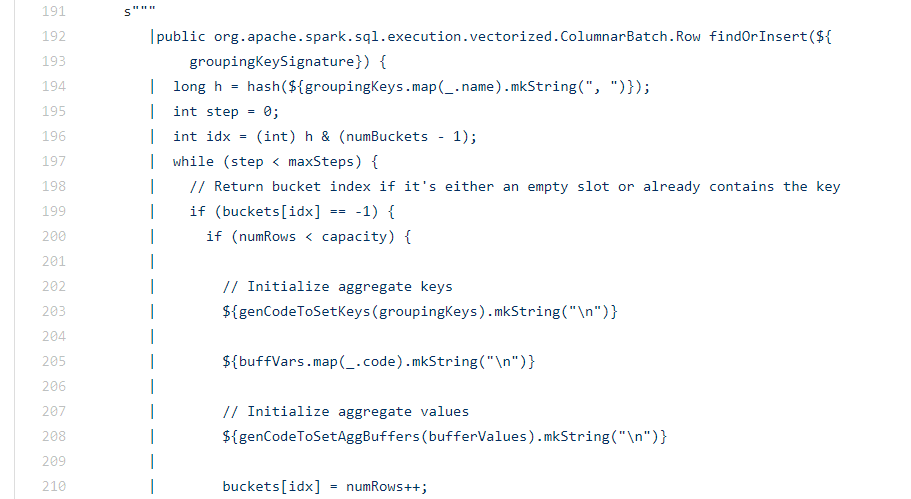 191 s"""
192 |public org.apache.spark.sql.execution.vectorized.ColumnarBatch.Row findOrInsert(${
193 groupingKeySignature}) {
194 | long h = hash(${groupingKeys.map(_.name).mkString(", ")});
195 | int step = 0;
196 | int idx = (int) h & (numBuckets - 1);
197 | while (step < maxSteps) {
198 | // Return bucket index if it's either an empty slot or already contains the key
199 | if (buckets[idx] == -1) {
200 | if (numRows < capacity) {
201 |
202 | // Initialize aggregate keys
203 | ${genCodeToSetKeys(groupingKeys).mkString("\n")}
204 |
205 | ${buffVars.map(_.code).mkString("\n")}
206 |
207 | // Initialize aggregate values
208 | ${genCodeToSetAggBuffers(bufferValues).mkString("\n")}
209 |
210 | buckets[idx] = numRows++;